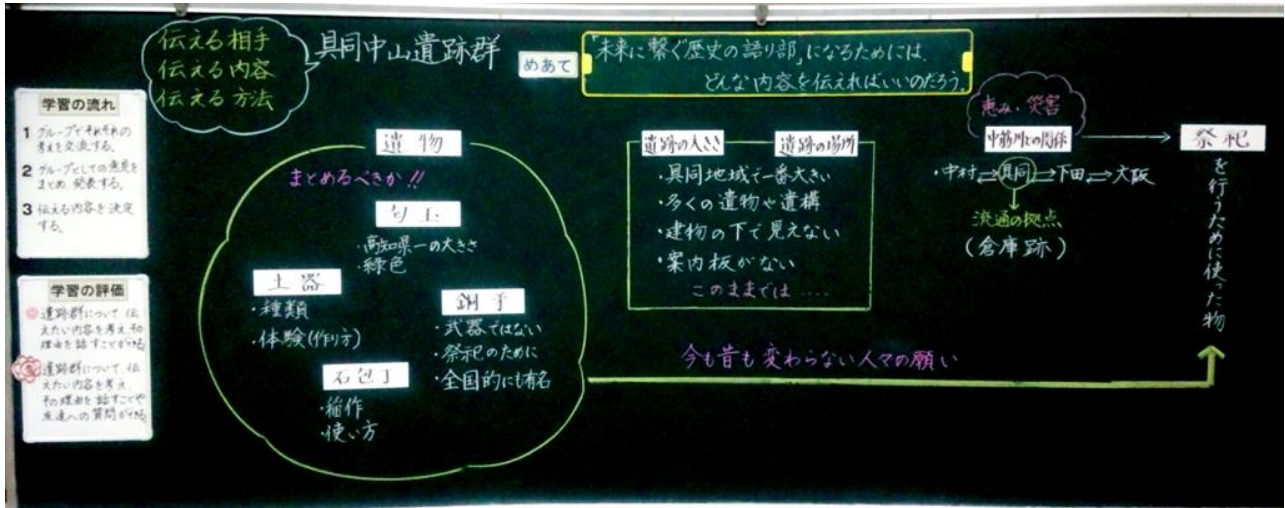 伝える相手
伝える内容
伝える方法
具同中山遺跡群
めあて
「未来に繋ぐ歴史の語り部」になるためには、
どんな内容を伝えればいいのだろう。
学習の流れ
1 グループでそれぞれの
考えを交流する。
2 グループとしての意見を
まとめ、発表する。
3 伝える内容を決定
する。
学習の評価
◎遺跡群について、伝
えたい内容を考え、その
理由を話すことができる。
遺跡群について、伝
えたい内容を考え、
その理由を話すことや
友達への質問ができる。
遺物
まとめるべきか!!
勾玉
・高知県一の大きさ
・緑色
土器
・種類
・体験(作り方)
銅矛
・武器ではない
・祭祀のために
・全国的にも有名
石包丁
・稲作
・使い方
遺跡の大きさ
遺跡の場所
・具同地域で一番大きい
・多くの遺物や遺構
・建物の下で見えない
・案内板がない
このままでは……
恵み・災害
中筋川との関係
・中村⇄具同⇄下田⇄大阪
流通の拠点
(倉庫跡)
祭祀
を行うために使った物
今も昔も変わらない人々の願い